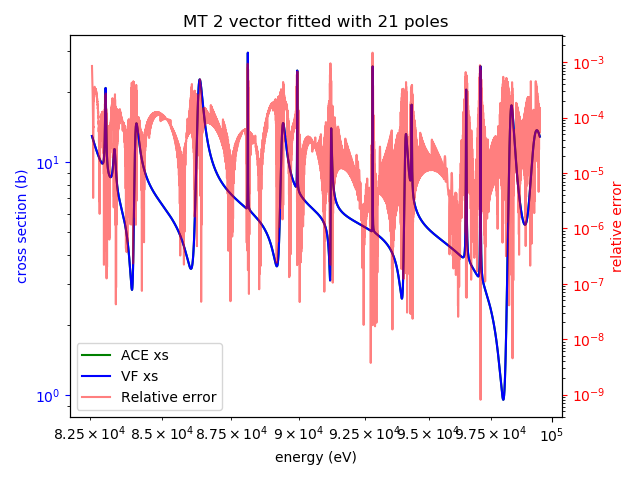 MT 2 vector fitted with 21 poles
cross section (b)
10¹
10⁰
10⁻³
10⁻⁴
10⁻⁵
10⁻⁶
10⁻⁷
10⁻⁸
10⁻⁹
relative error
ACE xs
VF xs
Relative error
8.25 × 10⁴ 8.5 × 10⁴ 8.75 × 10⁴ 9 × 10⁴ 9.25 × 10⁴ 9.5 × 10⁴ 9.75 × 10⁴ 10⁵
energy (eV)